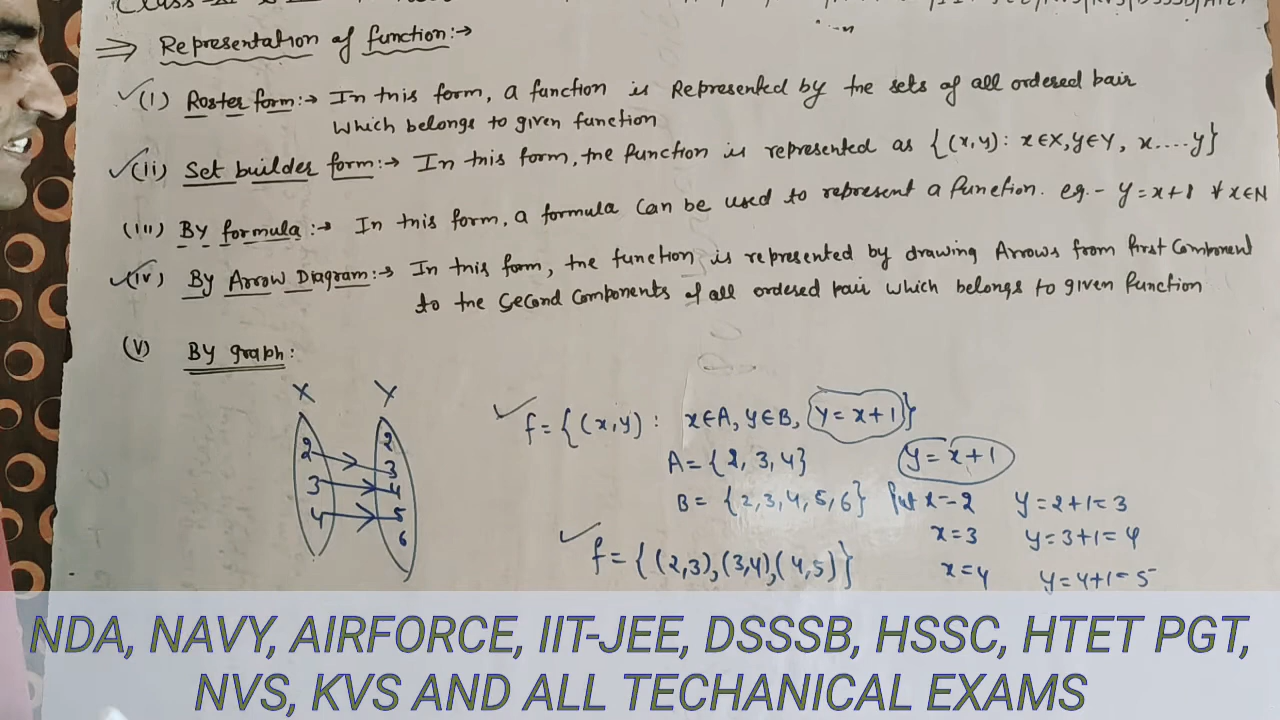 Class-XI
⇒ Representation of function:→
(i) Roster form:→ In this form, a function is Represented by the sets of all ordered pair
Which belongs to given function
(ii) Set builder form:→ In this form, the function is represented as {(x,y): x∈X, y∈Y, x....y}
(iii) By formula:→ In this form, a formula can be used to represent a function. eg.- y=x+1 ∀ x∈N
(iv) By Arrow Diagram:→ In this form, the function is represented by drawing Arrows from first Component
to the Second Components of all ordered pair which belongs to given function
(v) By graph:
X Y
2 2
3 3
4 4
5
6
f={(x,y): x∈A, y∈B, y=x+1}
A={2,3,4} y=x+1
B={2,3,4,5,6} Put x=2 y=2+1=3
x=3 y=3+1=4
f={(2,3),(3,4),(4,5)} x=4 y=4+1=5
NDA, NAVY, AIRFORCE, IIT-JEE, DSSSB, HSSC, HTET PGT,
NVS, KVS AND ALL TECHANICAL EXAMS